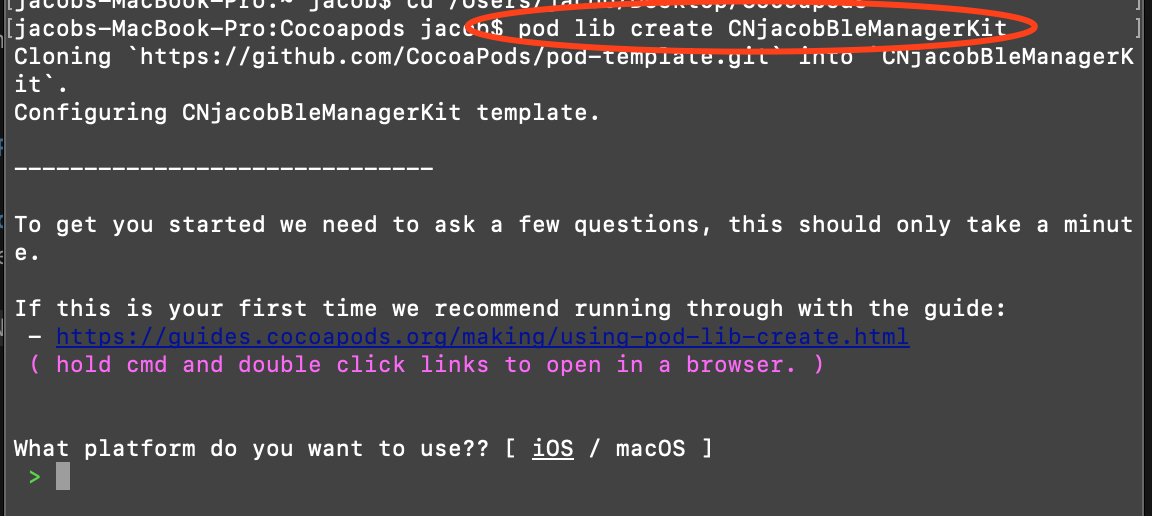 [jacobs-MacBook-Pro:~ jacob$ cd /Users/jacob/Desktop/Cocoapods ]
[jacobs-MacBook-Pro:Cocoapods jacob$ pod lib create CNjacobBleManagerKit ]
Cloning `https://github.com/CocoaPods/pod-template.git` into `CNjacobBleManagerK
it`.
Configuring CNjacobBleManagerKit template.
------------------------------
To get you started we need to ask a few questions, this should only take a minut
e.
If this is your first time we recommend running through with the guide:
- https://guides.cocoapods.org/making/using-pod-lib-create.html
( hold cmd and double click links to open in a browser. )
What platform do you want to use?? [ iOS / macOS ]
>